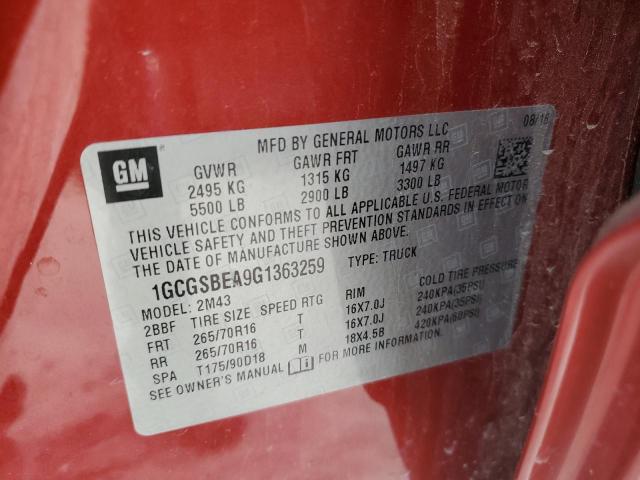 GM
MFD BY GENERAL MOTORS LLC 08/16
GVWR GAWR FRT GAWR RR
2495 KG 1315 KG 1497 KG
5500 LB 2900 LB 3300 LB
THIS VEHICLE CONFORMS TO ALL APPLICABLE U.S. FEDERAL MOTOR
VEHICLE SAFETY AND THEFT PREVENTION STANDARDS IN EFFECT ON
THE DATE OF MANUFACTURE SHOWN ABOVE.
1GCGSBEA9G1363259 TYPE: TRUCK
MODEL: 2M43
2BBF TIRE SIZE SPEED RTG RIM COLD TIRE PRESSURE
FRT 265/70R16 T 16X7.0J 240KPA(35PSI)
RR 265/70R16 T 16X7.0J 240KPA(35PSI)
SPA T175/90D18 M 18X4.5B 420KPA(60PSI)
SEE OWNER'S MANUAL FOR MORE INFORMATION.